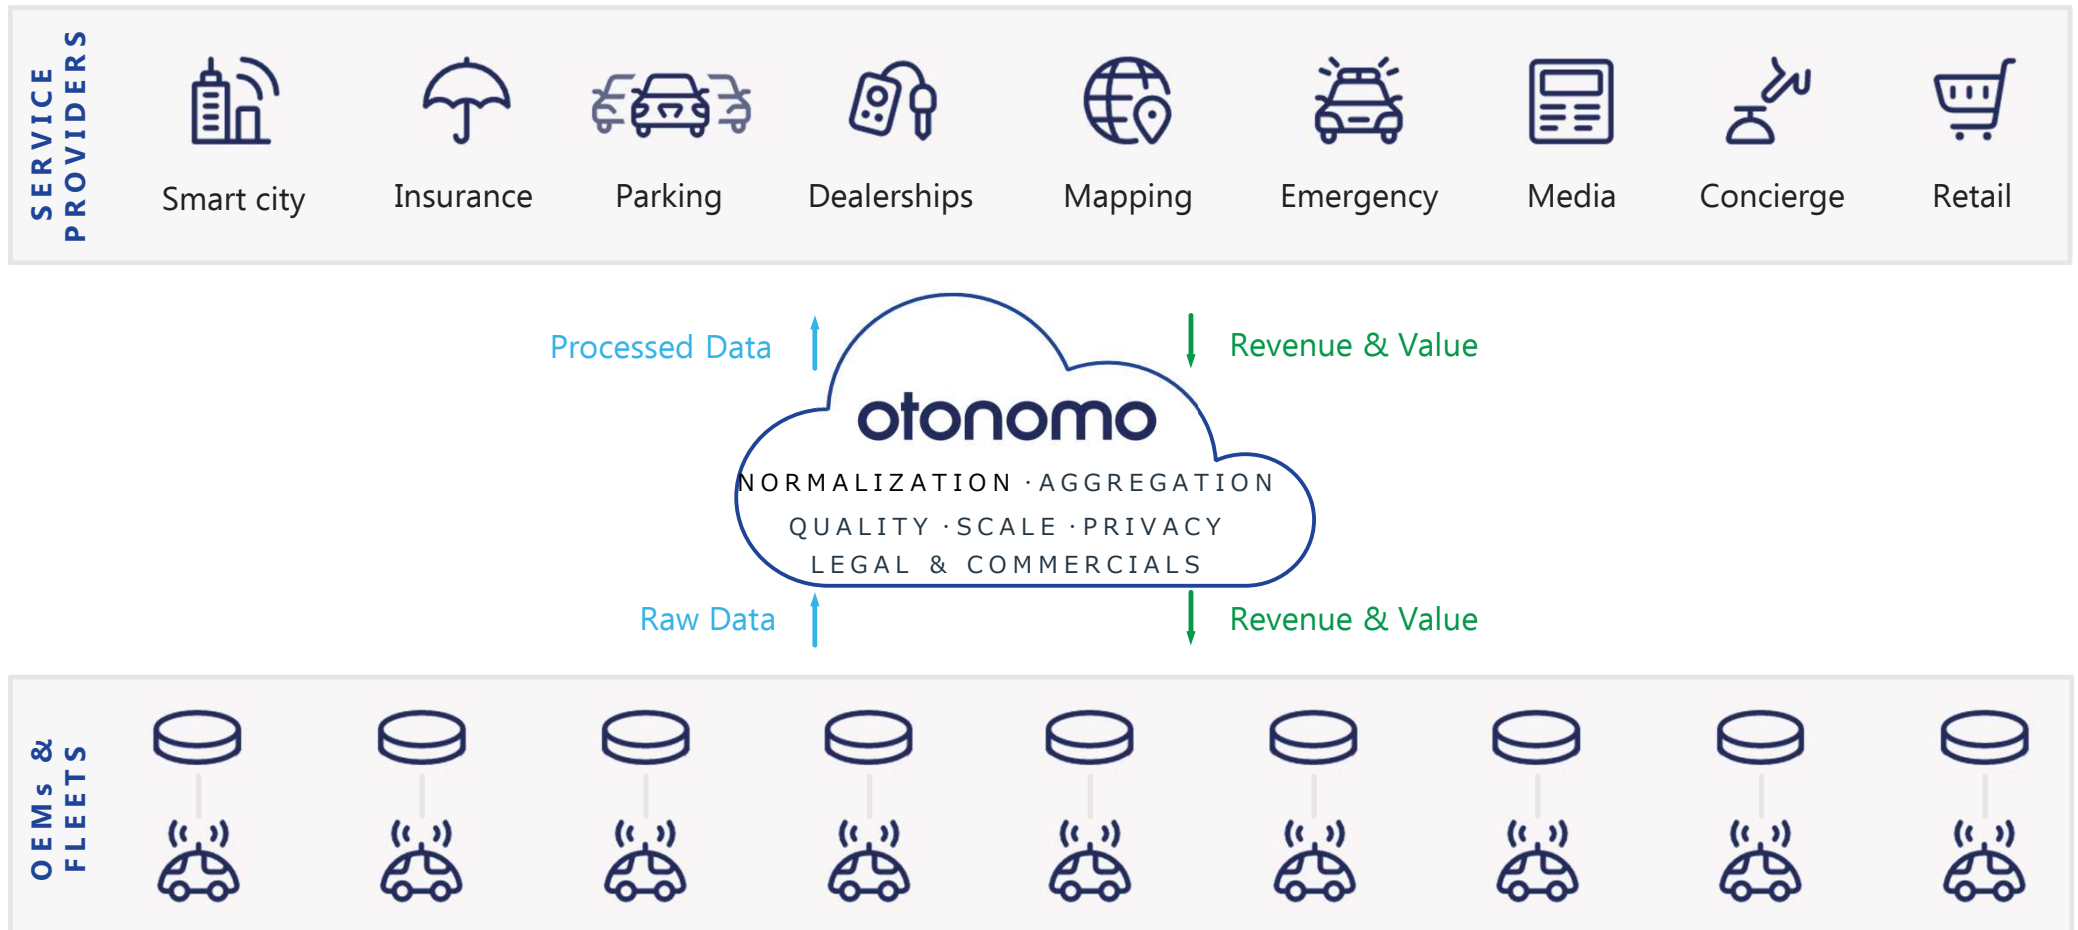 SERVICE
PROVIDERS
Smart city
Insurance
Parking
Dealerships
Mapping
Emergency
Media
Concierge
Retail
Processed Data
Revenue & Value
otonomo
NORMALIZATION · AGGREGATION
QUALITY · SCALE · PRIVACY
LEGAL & COMMERCIALS
Raw Data
Revenue & Value
OEMs &
FLEETS